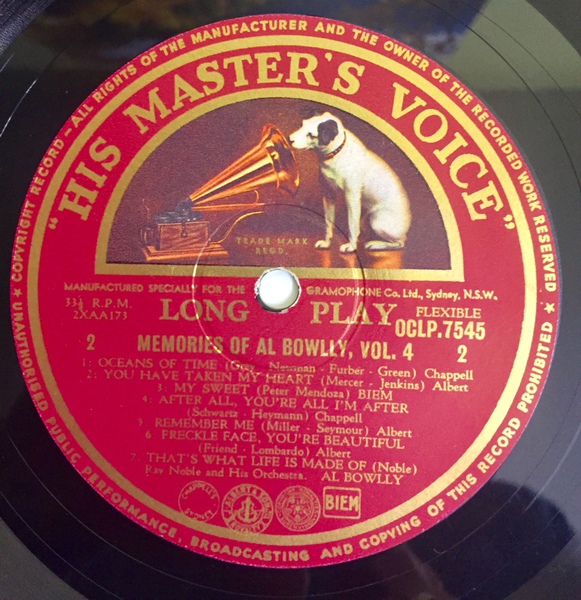 ★ COPYRIGHT RECORD—ALL RIGHTS OF THE MANUFACTURER AND THE OWNER OF THE RECORDED WORK RESERVED ★
UNAUTHORISED PUBLIC PERFORMANCE, BROADCASTING AND COPYING OF THIS RECORD PROHIBITED
"HIS MASTER'S VOICE"
TRADE MARK
REGD.
MANUFACTURED SPECIALLY FOR THE GRAMOPHONE Co. Ltd., Sydney, N.S.W.
33⅓ R.P.M. LONG PLAY FLEXIBLE
2XAA173 OCLP.7545
2 MEMORIES OF AL BOWLLY, VOL. 4 2
1: OCEANS OF TIME (Gray - Newman - Furber - Green) Chappell
2: YOU HAVE TAKEN MY HEART (Mercer - Jenkins) Albert
3: MY SWEET (Peter Mendoza) BIEM
4: AFTER ALL, YOU'RE ALL I'M AFTER
(Schwartz - Heymann) Chappell
5: REMEMBER ME (Miller - Seymour) Albert
6: FRECKLE FACE, YOU'RE BEAUTIFUL
(Friend - Lombardo) Albert
7: THAT'S WHAT LIFE IS MADE OF (Noble)
Ray Noble and His Orchestra. AL BOWLLY
CHAPPELL
SYDNEY
BIEM